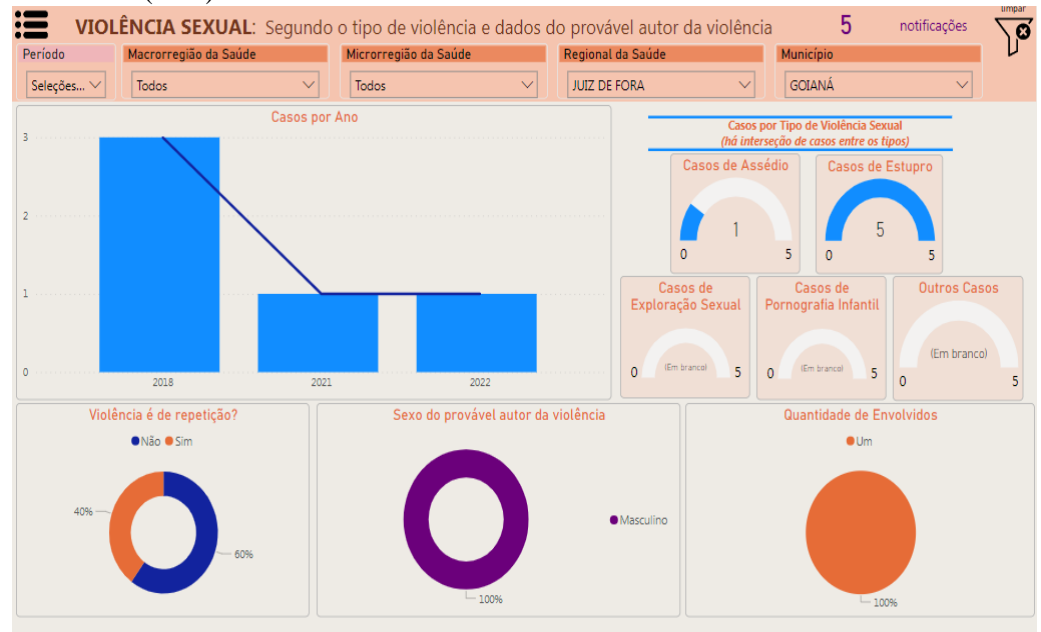 VIOLÊNCIA SEXUAL: Segundo o tipo de violência e dados do provável autor da violência
5 notificações
limpar
Período
Seleções...
Macrorregião da Saúde
Todos
Microrregião da Saúde
Todos
Regional da Saúde
JUIZ DE FORA
Município
GOIANÁ
Casos por Ano
3
2
1
0
2018 2021 2022
Casos por Tipo de Violência Sexual
(há interseção de casos entre os tipos)
Casos de Assédio
1
0 5
Casos de Estupro
5
0 5
Casos de
Exploração Sexual
(Em branco)
0 5
Casos de
Pornografia Infantil
(Em branco)
0 5
Outros Casos
(Em branco)
0 5
Violência é de repetição?
Não Sim
40%
60%
Sexo do provável autor da violência
Masculino
100%
Quantidade de Envolvidos
Um
100%